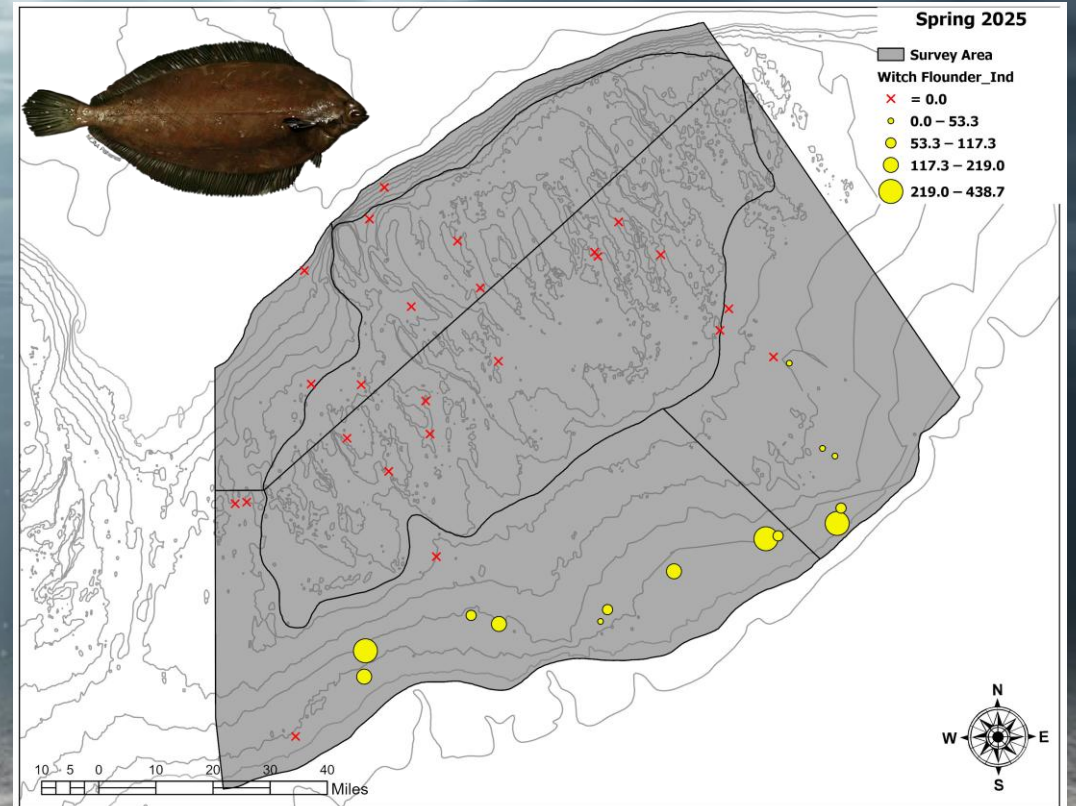 Spring 2025
Survey Area
Witch Flounder_Ind
= 0.0
0.0 – 53.3
53.3 – 117.3
117.3 – 219.0
219.0 – 438.7
N
W E
S
10 5 0 10 20 30 40
Miles